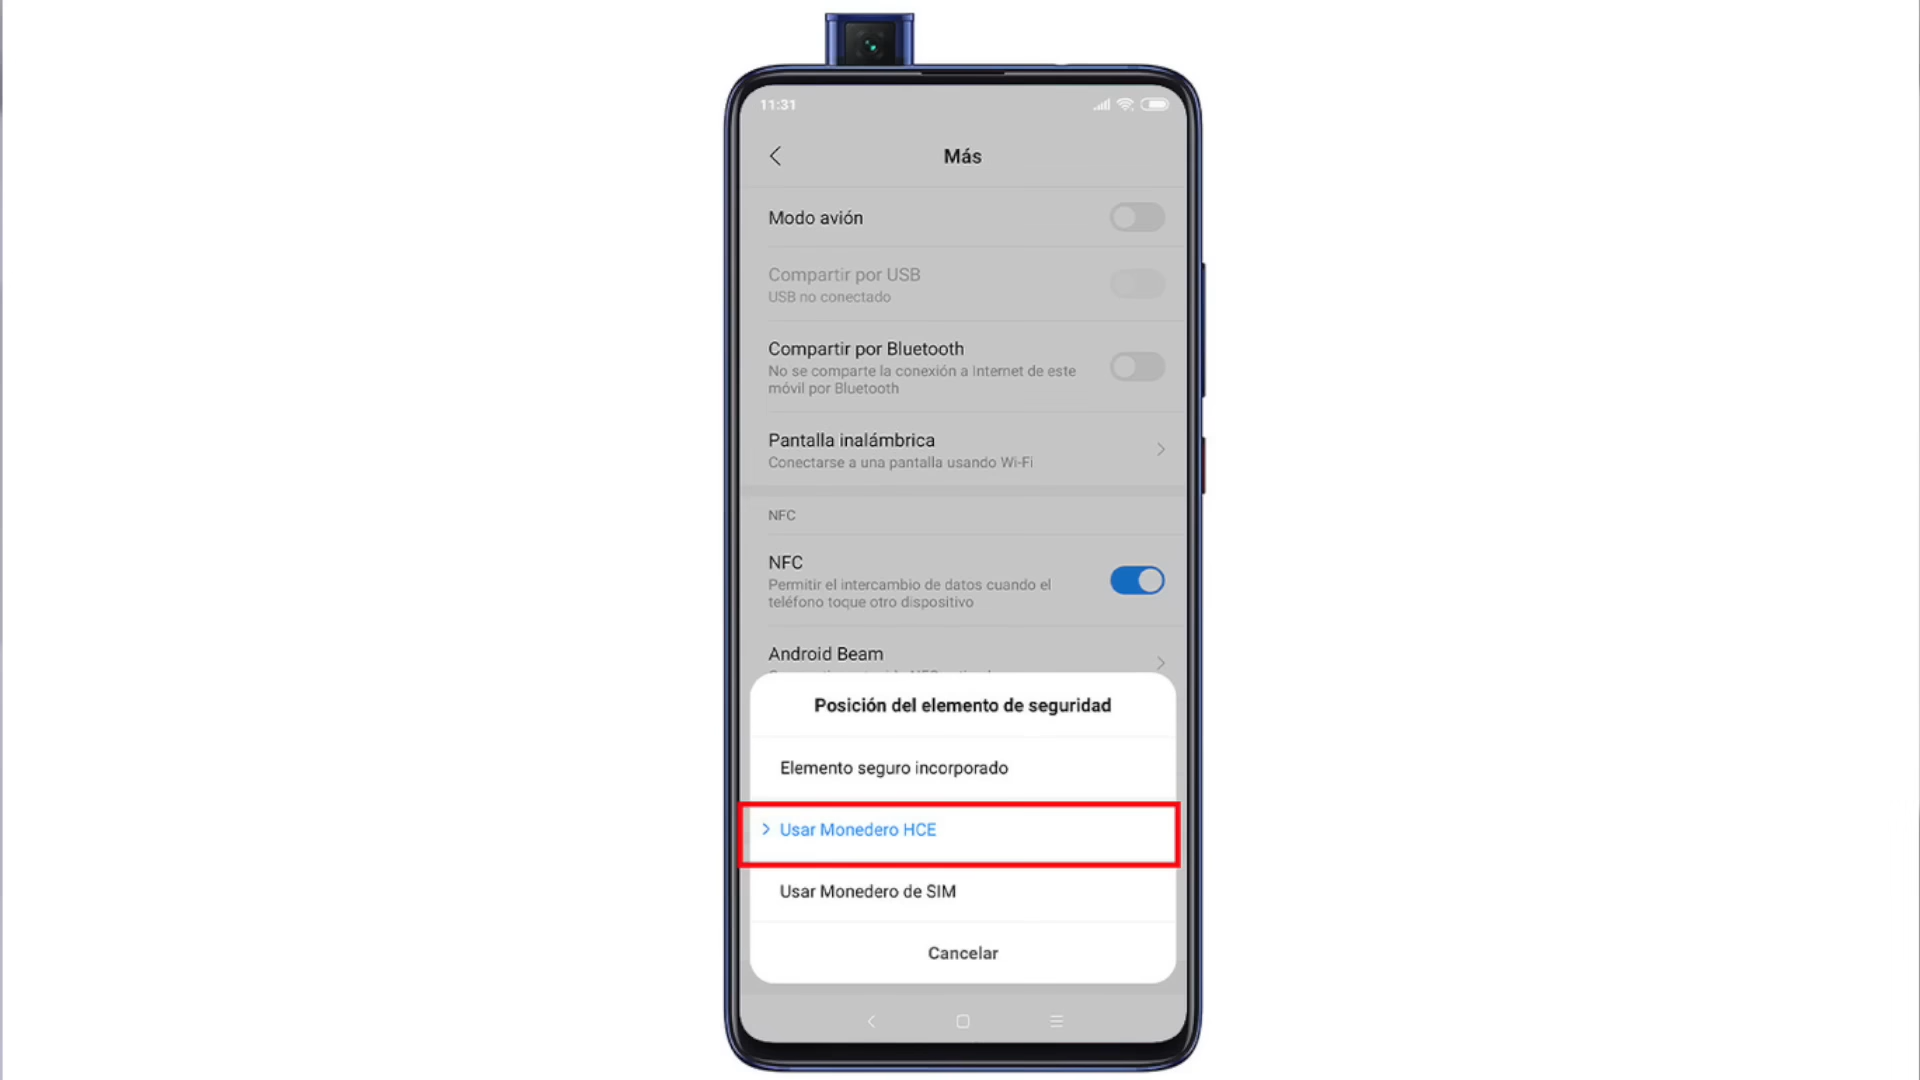 11:31
Más
Modo avión
Compartir por USB
USB no conectado
Compartir por Bluetooth
No se comparte la conexión a Internet de este
móvil por Bluetooth
Pantalla inalámbrica
Conectarse a una pantalla usando Wi-Fi
NFC
NFC
Permitir el intercambio de datos cuando el
teléfono toque otro dispositivo
Android Beam
Posición del elemento de seguridad
Elemento seguro incorporado
Usar Monedero HCE
Usar Monedero de SIM
Cancelar